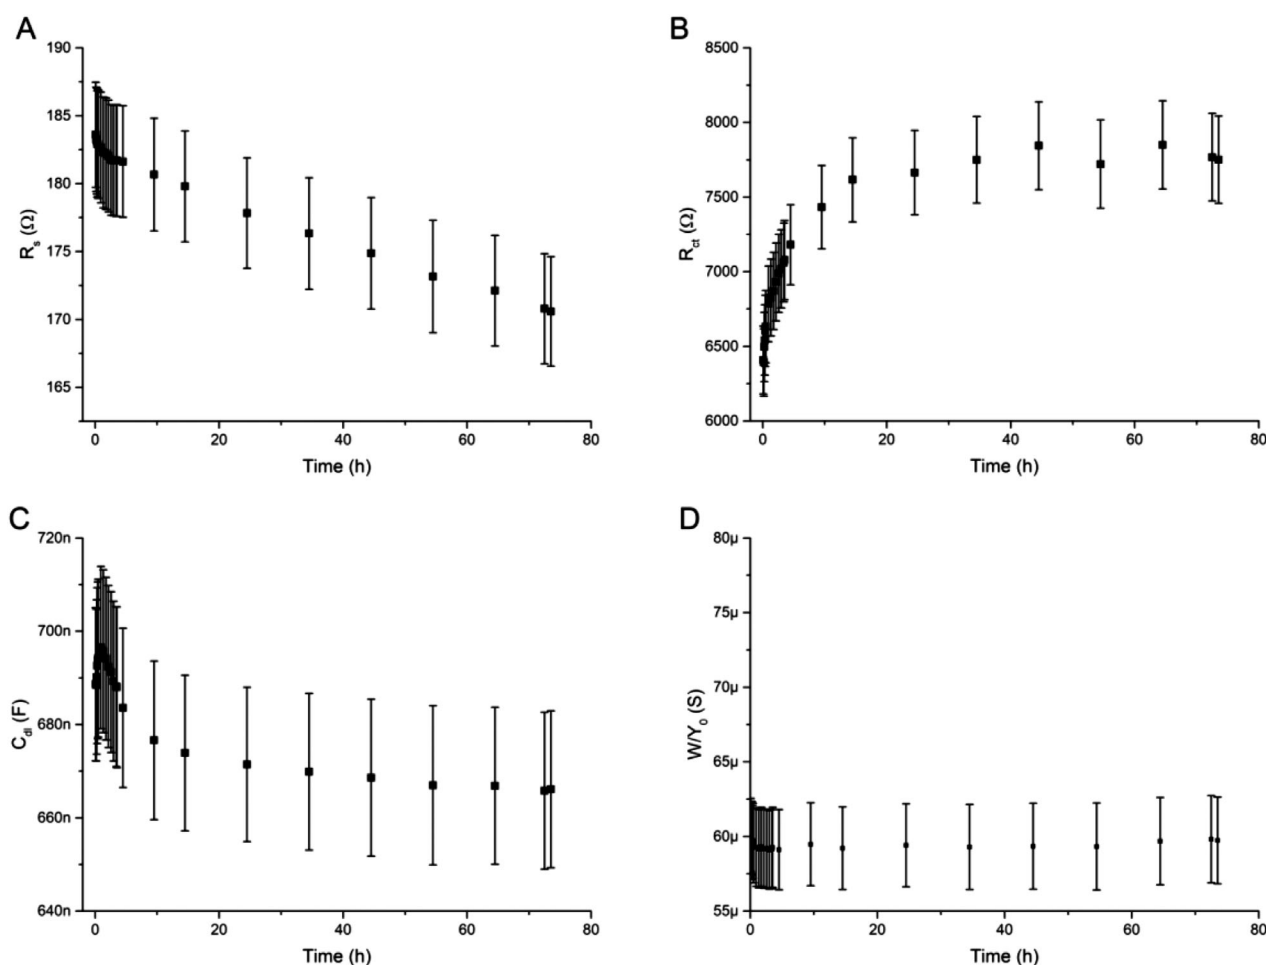 A
190
185
180
175
170
165
Rs (Ω)
0 20 40 60 80
Time (h)
B
8500
8000
7500
7000
6500
6000
Rct (Ω)
0 20 40 60 80
Time (h)
C
720n
700n
680n
660n
640n
Cdl (F)
0 20 40 60 80
Time (h)
D
80µ
75µ
70µ
65µ
60µ
55µ
W/Y0 (S)
0 20 40 60 80
Time (h)